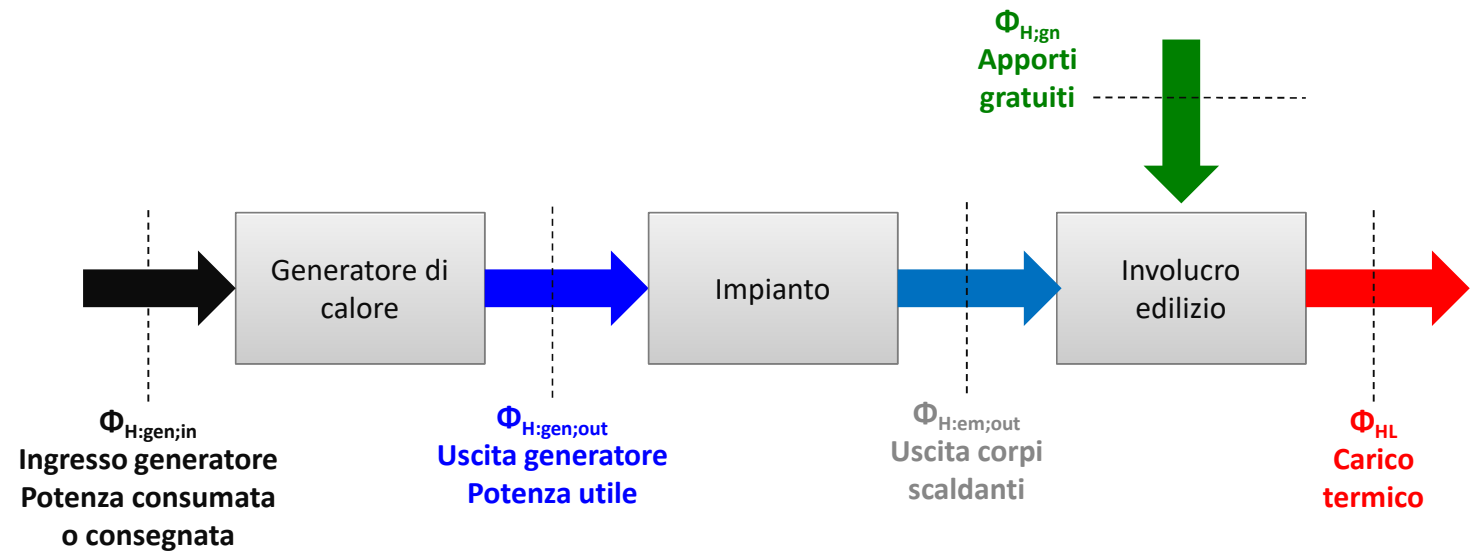 ΦH;gn
Apporti
gratuiti
Generatore di
calore
Impianto
Involucro
edilizio
ΦH:gen;in
Ingresso generatore
Potenza consumata
o consegnata
ΦH:gen;out
Uscita generatore
Potenza utile
ΦH:em;out
Uscita corpi
scaldanti
ΦHL
Carico
termico